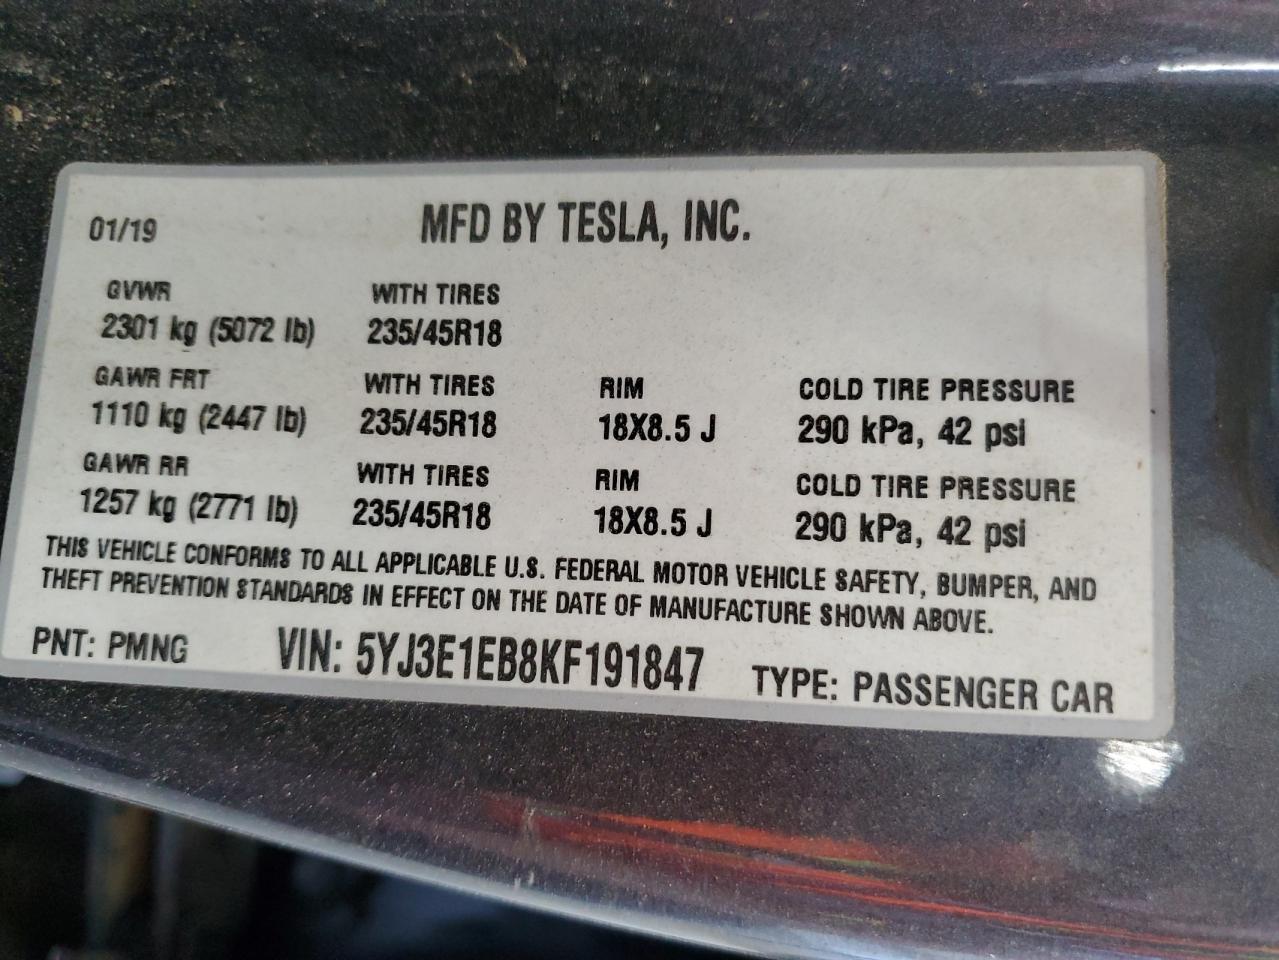 01/19 MFD BY TESLA, INC.
GVWR WITH TIRES
2301 kg (5072 lb) 235/45R18
GAWR FRT WITH TIRES RIM COLD TIRE PRESSURE
1110 kg (2447 lb) 235/45R18 18X8.5 J 290 kPa, 42 psi
GAWR RR WITH TIRES RIM COLD TIRE PRESSURE
1257 kg (2771 lb) 235/45R18 18X8.5 J 290 kPa, 42 psi
THIS VEHICLE CONFORMS TO ALL APPLICABLE U.S. FEDERAL MOTOR VEHICLE SAFETY, BUMPER, AND
THEFT PREVENTION STANDARDS IN EFFECT ON THE DATE OF MANUFACTURE SHOWN ABOVE.
PNT: PMNG VIN: 5YJ3E1EB8KF191847 TYPE: PASSENGER CAR